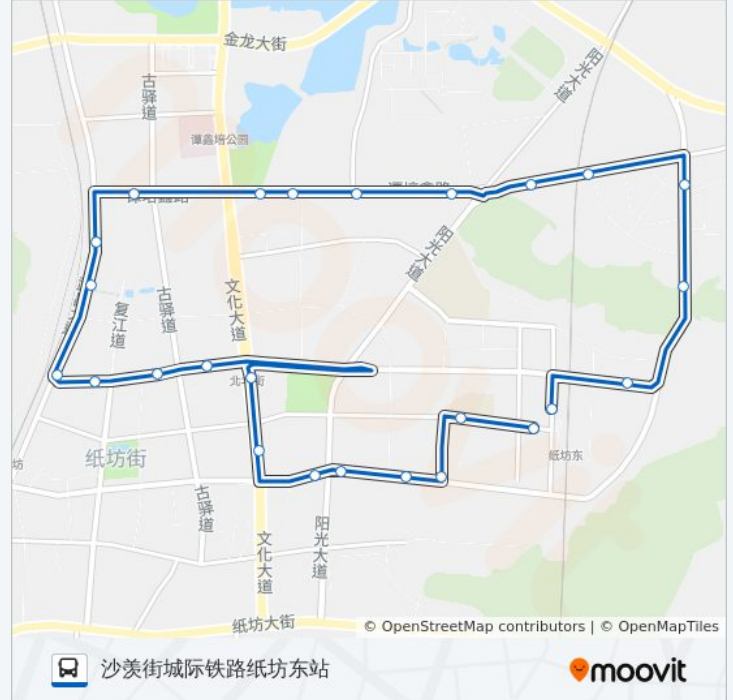 金龙大街
阳光大道
古驿道
谭鑫培公园
阳光大道
文化大道
古驿道
复江道
纸坊街
坊
纸坊东
古驿道
阳光大道
文化大道
纸坊大街
© OpenStreetMap contributors | © OpenMapTiles
沙羡街城际铁路纸坊东站
moovit